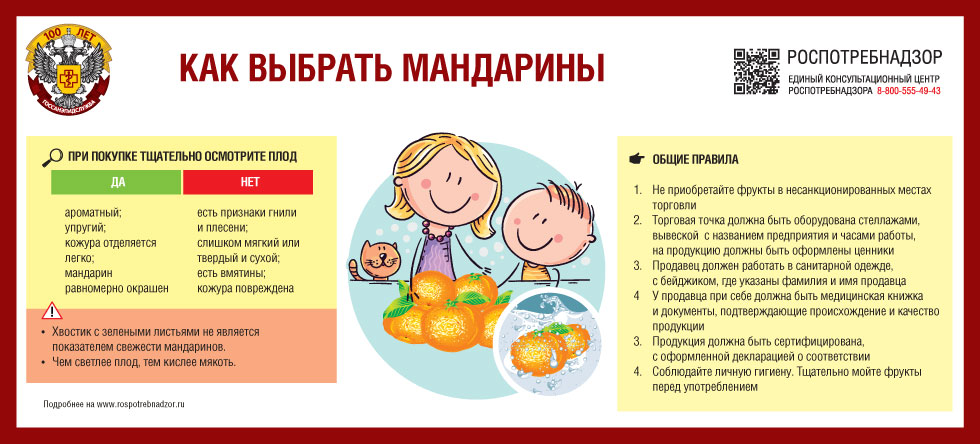 100 ЛЕТ
ГОССАНЭПИДСЛУЖБА
КАК ВЫБРАТЬ МАНДАРИНЫ
РОСПОТРЕБНАДЗОР
ЕДИНЫЙ КОНСУЛЬТАЦИОННЫЙ ЦЕНТР
РОСПОТРЕБНАДЗОРА 8-800-555-49-43
ПРИ ПОКУПКЕ ТЩАТЕЛЬНО ОСМОТРИТЕ ПЛОД
ДА
ароматный;
упругий;
кожура отделяется
легко;
мандарин
равномерно окрашен
НЕТ
есть признаки гнили
и плесени;
слишком мягкий или
твердый и сухой;
есть вмятины;
кожура повреждена
• Хвостик с зелеными листьями не является
показателем свежести мандаринов.
• Чем светлее плод, тем кислее мякоть.
Подробнее на www.rospotrebnadzor.ru
ОБЩИЕ ПРАВИЛА
1. Не приобретайте фрукты в несанкционированных местах
торговли
2. Торговая точка должна быть оборудована стеллажами,
вывеской с названием предприятия и часами работы,
на продукцию должны быть оформлены ценники
3. Продавец должен работать в санитарной одежде,
с бейджиком, где указаны фамилия и имя продавца
4 У продавца при себе должна быть медицинская книжка
и документы, подтверждающие происхождение и качество
продукции
3. Продукция должна быть сертифицирована,
с оформленной декларацией о соответствии
4. Соблюдайте личную гигиену. Тщательно мойте фрукты
перед употреблением